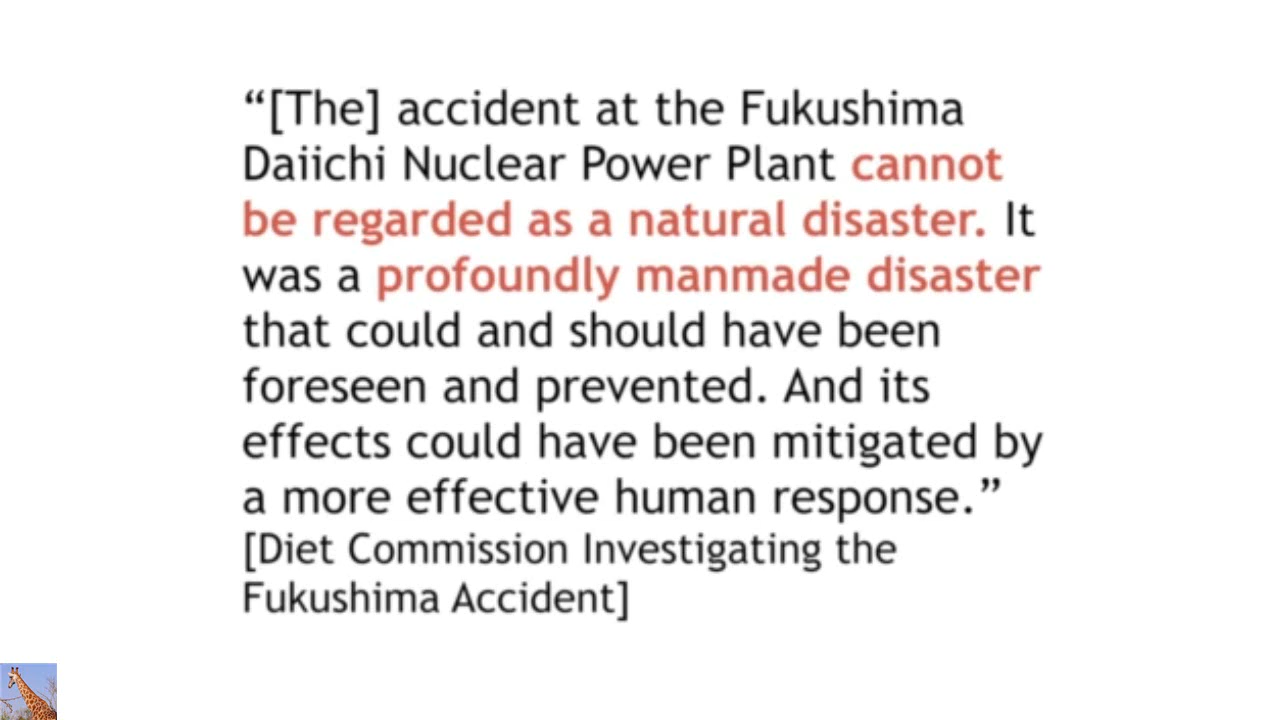 “[The] accident at the Fukushima
Daiichi Nuclear Power Plant cannot
be regarded as a natural disaster. It
was a profoundly manmade disaster
that could and should have been
foreseen and prevented. And its
effects could have been mitigated by
a more effective human response.”
[Diet Commission Investigating the
Fukushima Accident]